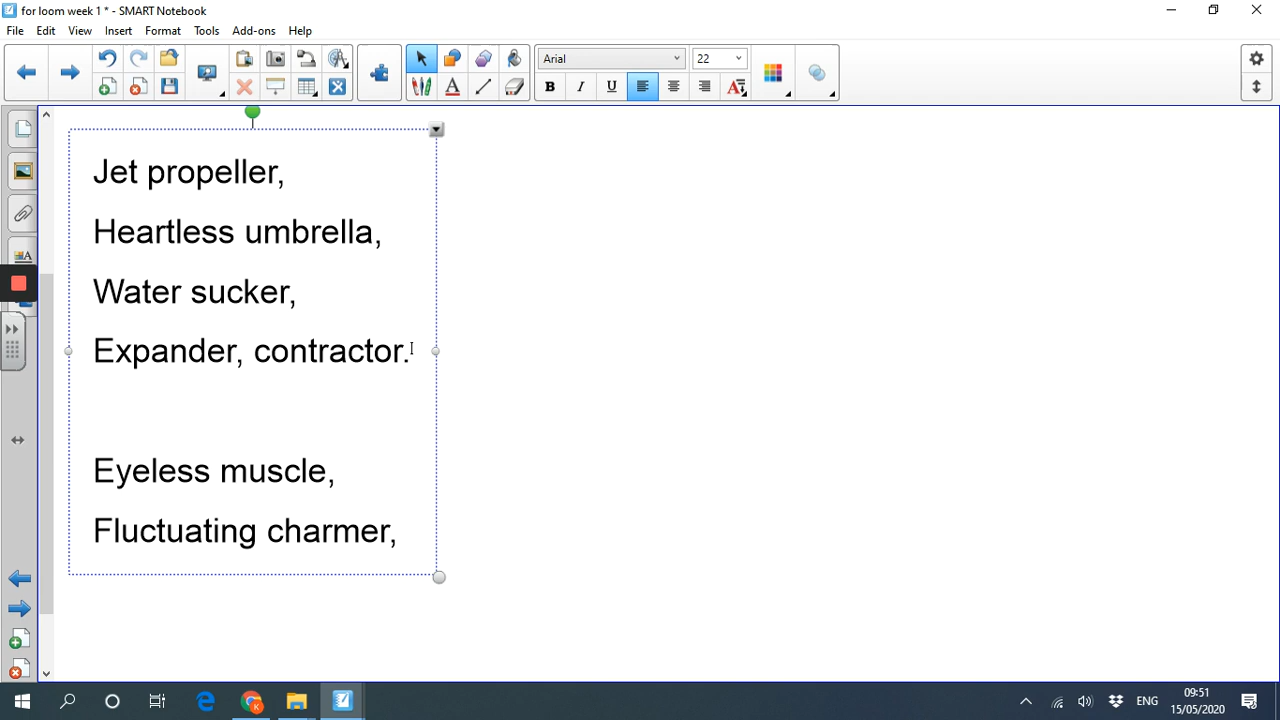 for loom week 1 * - SMART Notebook
File Edit View Insert Format Tools Add-ons Help
Arial 22
B I U
Jet propeller,
Heartless umbrella,
Water sucker,
Expander, contractor.
Eyeless muscle,
Fluctuating charmer,
ENG
09:51
15/05/2020